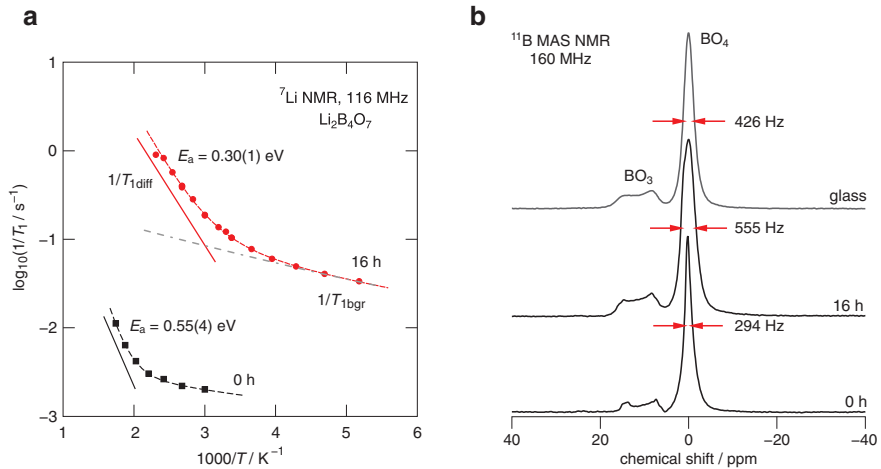 a
⁷Li NMR, 116 MHz
Li₂B₄O₇
Eₐ = 0.30(1) eV
1/T₁diff
16 h
1/T₁bgr
Eₐ = 0.55(4) eV
0 h
log₁₀(1/T₁ / s⁻¹)
1
0
−1
−2
−3
1 2 3 4 5 6
1000/T / K⁻¹
b
¹¹B MAS NMR
160 MHz
BO₄
426 Hz
BO₃
glass
555 Hz
16 h
294 Hz
0 h
40 20 0 −20 −40
chemical shift / ppm